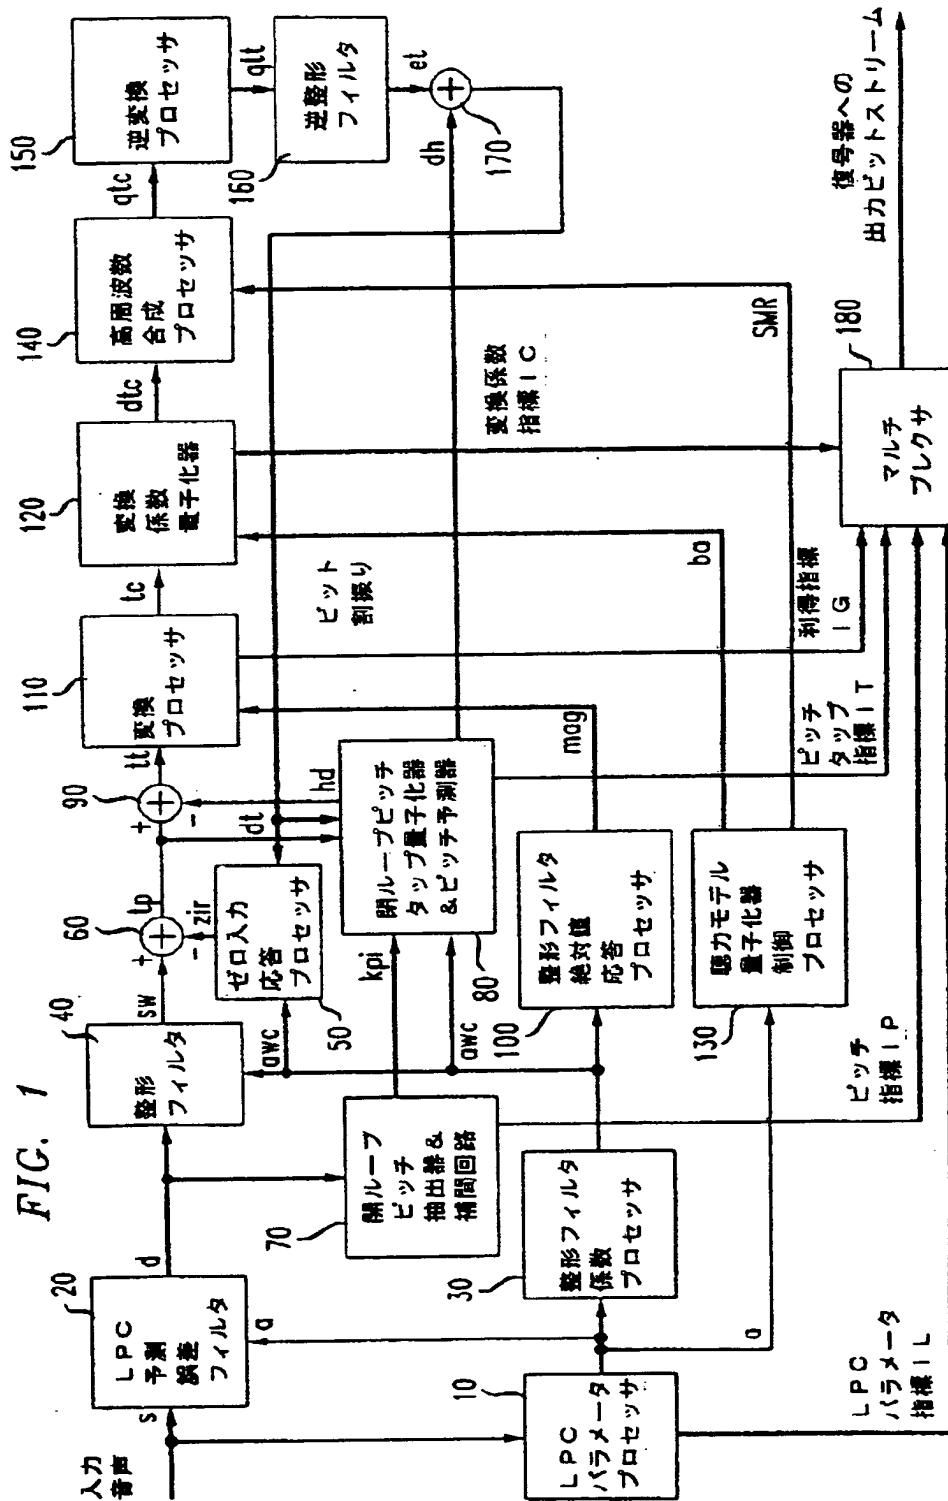 FIG. 1
入力
音声
s
20
LPC
予測
誤差
フィルタ
d
a
10
LPC
パラメータ
プロセッサ
a
LPC
パラメータ
指標IL
30
整形フィルタ
係数
プロセッサ
70
開ループ
ピッチ
抽出器&
補間回路
kpi
ピッチ
指標IP
40
整形
フィルタ
sw
awc
50
ゼロ入力
応答
プロセッサ
zir
60
+
-
tp
awc
80
閉ループピッチ
タップ量子化器
&ピッチ予測器
dt
hd
100
整形フィルタ
絶対値
応答
プロセッサ
mag
130
聴力モデル
量子化器
制御
プロセッサ
90
+
-
tt
110
変換
プロセッサ
tc
ピッチ
タップ
指標IT
利得指標
IG
ba
SMR
ビット
割振り
120
変換
係数
量子化器
dtc
変換係数
指標IC
140
高周波数
合成
プロセッサ
qtc
150
逆変換
プロセッサ
qtt
160
逆整形
フィルタ
et
dh
170
180
マルチ
プレクサ
復号器への
出力ビットストリーム